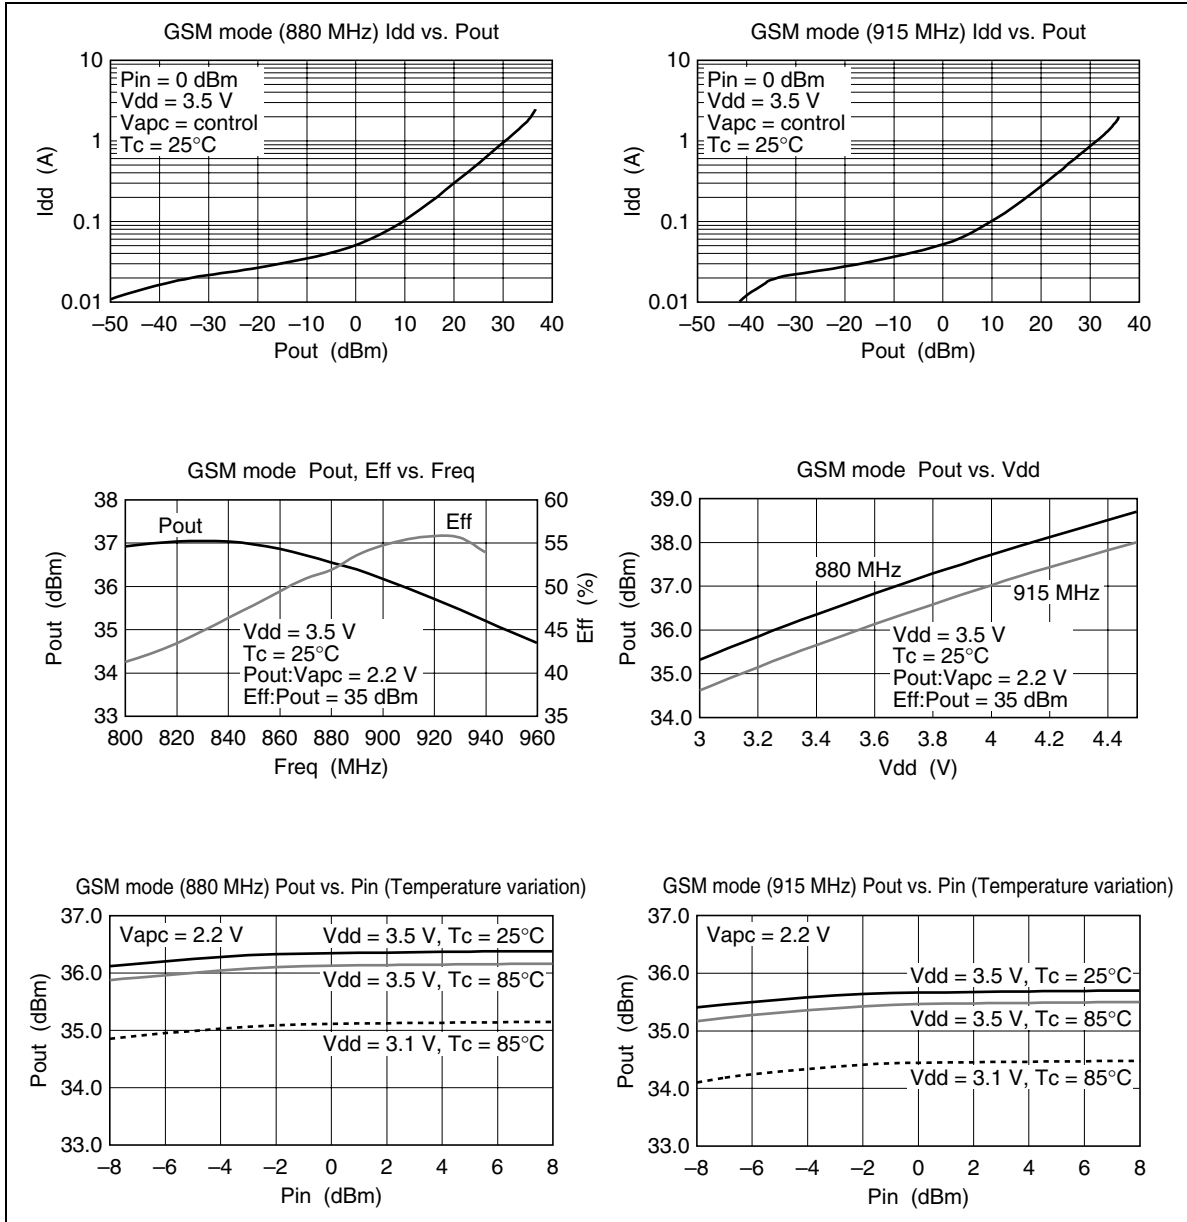 GSM mode (880 MHz) Idd vs. Pout
10
1
0.1
0.01
Idd (A)
Pin = 0 dBm
Vdd = 3.5 V
Vapc = control
Tc = 25°C
–50 –40 –30 –20 –10 0 10 20 30 40
Pout (dBm)
GSM mode (915 MHz) Idd vs. Pout
10
1
0.1
0.01
Idd (A)
Pin = 0 dBm
Vdd = 3.5 V
Vapc = control
Tc = 25°C
–50 –40 –30 –20 –10 0 10 20 30 40
Pout (dBm)
GSM mode Pout, Eff vs. Freq
38
37
36
35
34
33
Pout (dBm)
Pout
Eff
60
55
50
45
40
35
Eff (%)
Vdd = 3.5 V
Tc = 25°C
Pout:Vapc = 2.2 V
Eff:Pout = 35 dBm
800 820 840 860 880 900 920 940 960
Freq (MHz)
GSM mode Pout vs. Vdd
39.0
38.0
37.0
36.0
35.0
34.0
Pout (dBm)
880 MHz
915 MHz
Vdd = 3.5 V
Tc = 25°C
Pout:Vapc = 2.2 V
Eff:Pout = 35 dBm
3 3.2 3.4 3.6 3.8 4 4.2 4.4
Vdd (V)
GSM mode (880 MHz) Pout vs. Pin (Temperature variation)
37.0
36.0
35.0
34.0
33.0
Pout (dBm)
Vapc = 2.2 V
Vdd = 3.5 V, Tc = 25°C
Vdd = 3.5 V, Tc = 85°C
Vdd = 3.1 V, Tc = 85°C
–8 –6 –4 –2 0 2 4 6 8
Pin (dBm)
GSM mode (915 MHz) Pout vs. Pin (Temperature variation)
37.0
36.0
35.0
34.0
33.0
Pout (dBm)
Vapc = 2.2 V
Vdd = 3.5 V, Tc = 25°C
Vdd = 3.5 V, Tc = 85°C
Vdd = 3.1 V, Tc = 85°C
–8 –6 –4 –2 0 2 4 6 8
Pin (dBm)